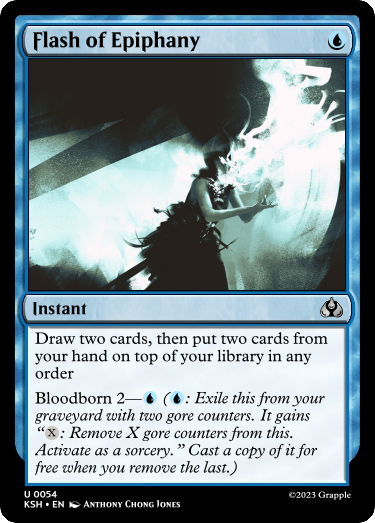 Flash of Epiphany
Instant
Draw two cards, then put two cards from
your hand on top of your library in any
order
Bloodborn 2— (: Exile this from your
graveyard with two gore counters. It gains
“X: Remove X gore counters from this.
Activate as a sorcery.” Cast a copy of it for
free when you remove the last.)
U 0054
KSH • EN Anthony Chong Jones
©2023 Grapple